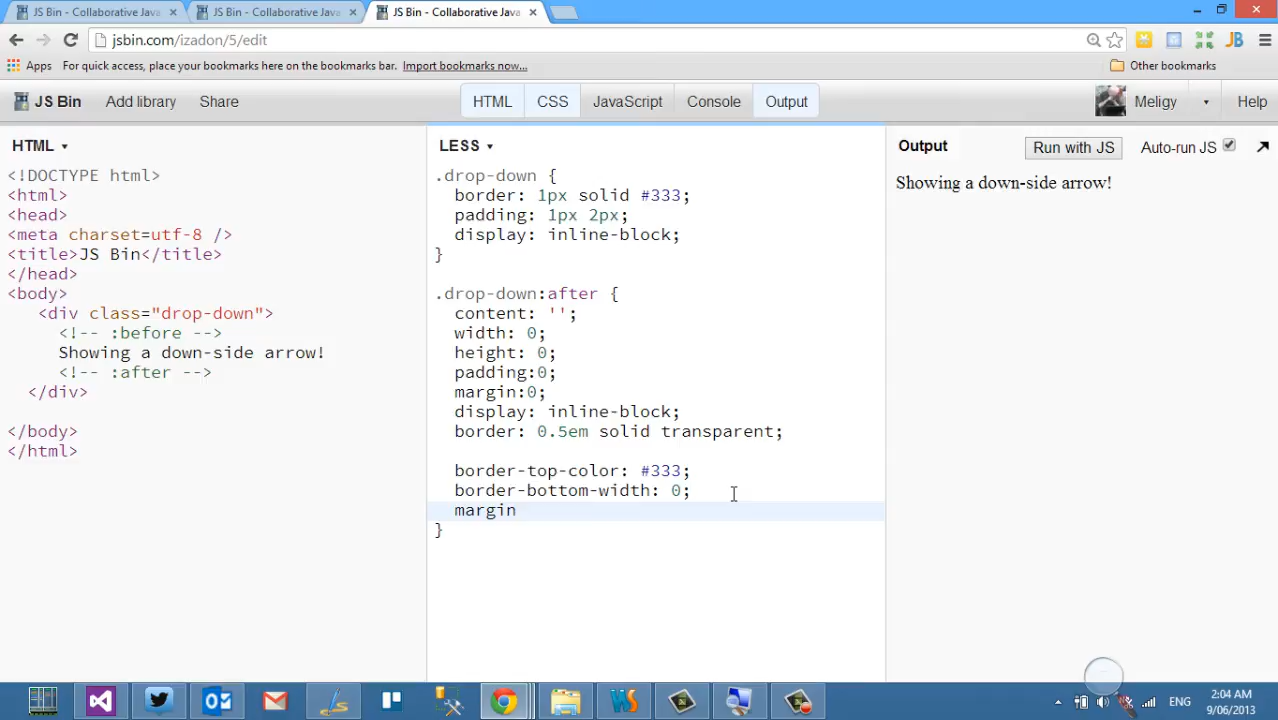 JS Bin - Collaborative Java
JS Bin - Collaborative Java
JS Bin - Collaborative Java
jsbin.com/izadon/5/edit
Apps
For quick access, place your bookmarks here on the bookmarks bar.
Import bookmarks now...
Other bookmarks
JS Bin
Add library
Share
HTML
CSS
JavaScript
Console
Output
Meligy
Help
HTML
<!DOCTYPE html>
<html>
<head>
<meta charset=utf-8 />
<title>JS Bin</title>
</head>
<body>
<div class="drop-down">
<!-- :before -->
Showing a down-side arrow!
<!-- :after -->
</div>
</body>
</html>
LESS
.drop-down {
border: 1px solid #333;
padding: 1px 2px;
display: inline-block;
}
.drop-down:after {
content: '';
width: 0;
height: 0;
padding:0;
margin:0;
display: inline-block;
border: 0.5em solid transparent;
border-top-color: #333;
border-bottom-width: 0;
margin
}
Output
Run with JS
Auto-run JS
Showing a down-side arrow!
ENG
2:04 AM
9/06/2013